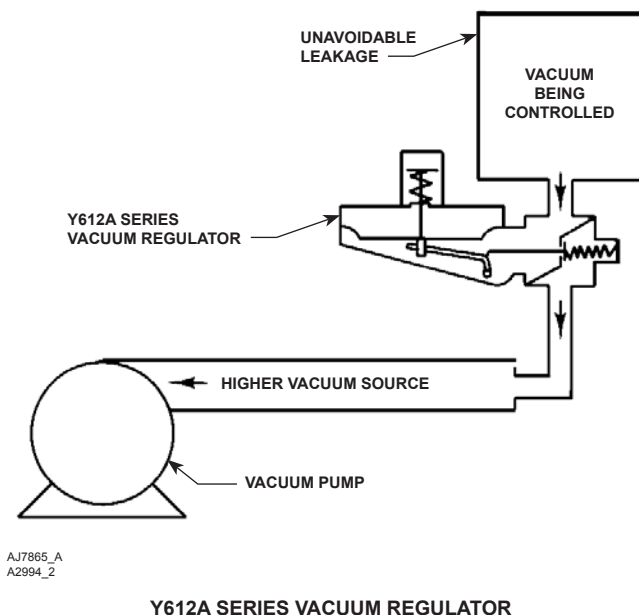 UNAVOIDABLE
LEAKAGE
VACUUM
BEING
CONTROLLED
Y612A SERIES
VACUUM REGULATOR
HIGHER VACUUM SOURCE
VACUUM PUMP
AJ7865_A
A2994_2
Y612A SERIES VACUUM REGULATOR